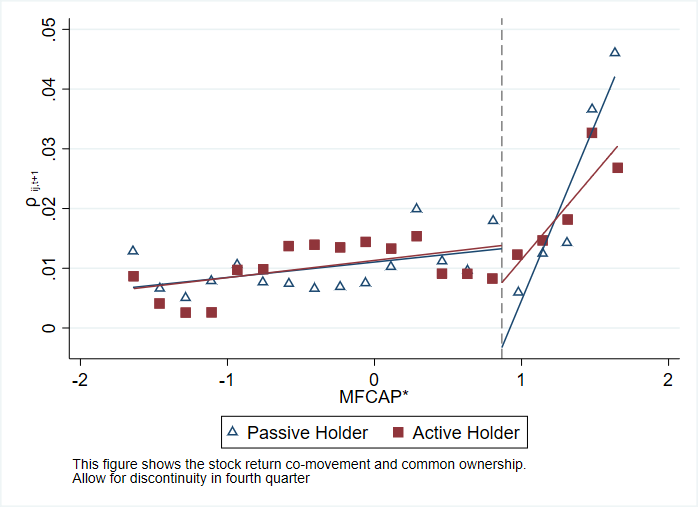 .05
.04
.03
.02
.01
0
ρ ij,t+1
-2 -1 0 1 2
MFCAP*
Passive Holder Active Holder
This figure shows the stock return co-movement and common ownership.
Allow for discontinuity in fourth quarter